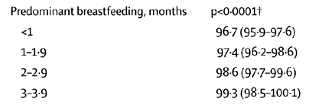 Predominant breastfeeding, months p<0·0001†
<1 96·7 (95·9–97·6)
1–1·9 97·4 (96·2–98·6)
2–2·9 98·6 (97·7–99·6)
3–3·9 99·3 (98·5–100·1)